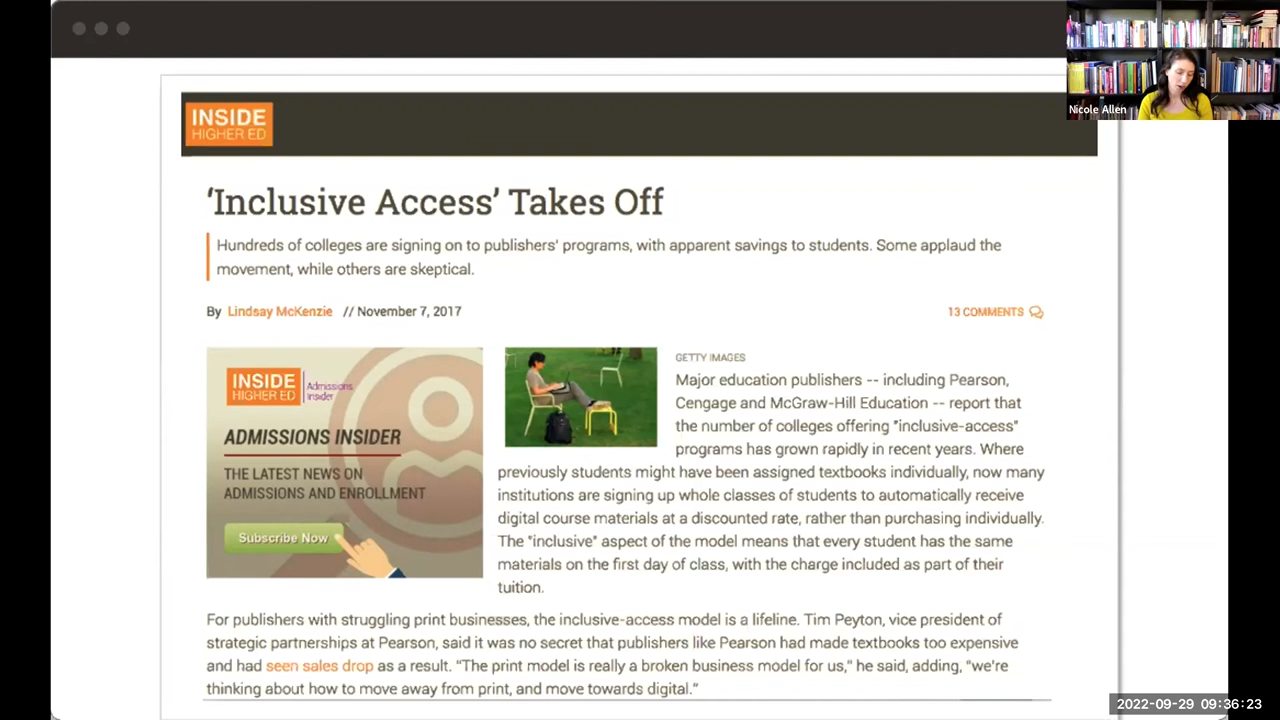 Nicole Allen
INSIDE
HIGHER ED
‘Inclusive Access’ Takes Off
Hundreds of colleges are signing on to publishers’ programs, with apparent savings to students. Some applaud the
movement, while others are skeptical.
By Lindsay McKenzie // November 7, 2017
13 COMMENTS
INSIDE
HIGHER ED
Admissions
Insider
ADMISSIONS INSIDER
THE LATEST NEWS ON
ADMISSIONS AND ENROLLMENT
Subscribe Now
GETTY IMAGES
Major education publishers -- including Pearson,
Cengage and McGraw-Hill Education -- report that
the number of colleges offering "inclusive-access"
programs has grown rapidly in recent years. Where
previously students might have been assigned textbooks individually, now many
institutions are signing up whole classes of students to automatically receive
digital course materials at a discounted rate, rather than purchasing individually.
The "inclusive" aspect of the model means that every student has the same
materials on the first day of class, with the charge included as part of their
tuition.
For publishers with struggling print businesses, the inclusive-access model is a lifeline. Tim Peyton, vice president of
strategic partnerships at Pearson, said it was no secret that publishers like Pearson had made textbooks too expensive
and had seen sales drop as a result. “The print model is really a broken business model for us,” he said, adding, “we’re
thinking about how to move away from print, and move towards digital.”
2022-09-29 09:36:23